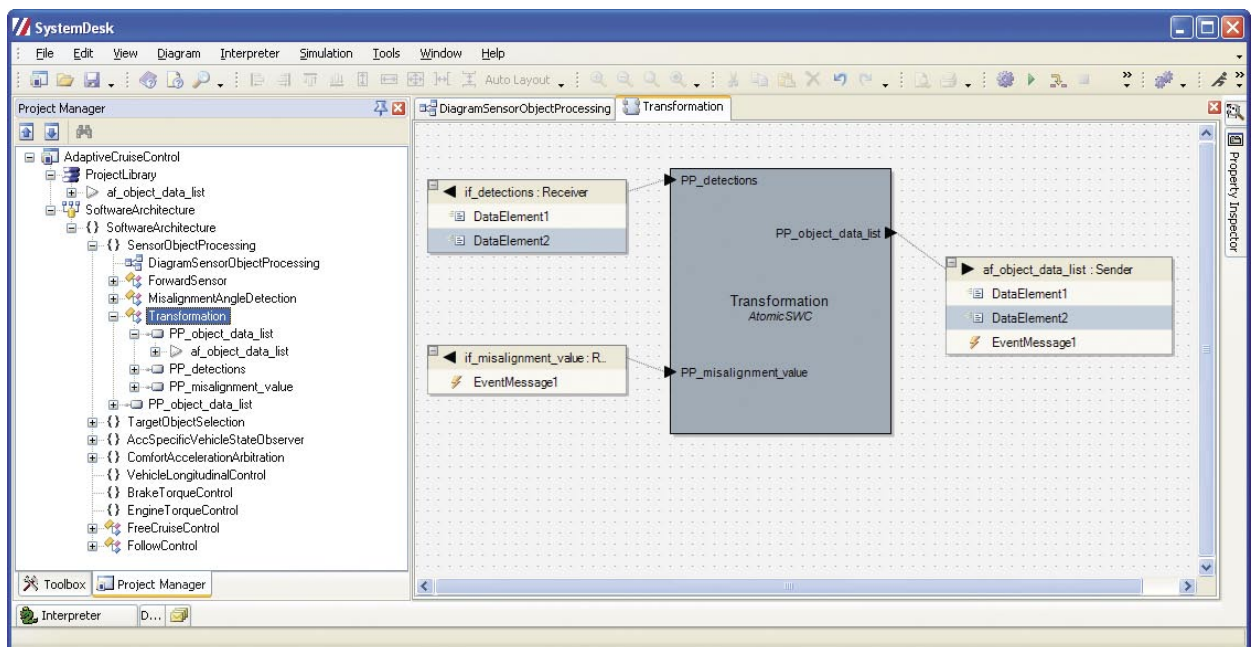 SystemDesk
File Edit View Diagram Interpreter Simulation Tools Window Help
Auto Layout
Project Manager
AdaptiveCruiseControl
ProjectLibrary
af_object_data_list
SoftwareArchitecture
{} SoftwareArchitecture
{} SensorObjectProcessing
DiagramSensorObjectProcessing
ForwardSensor
MisalignmentAngleDetection
Transformation
PP_object_data_list
af_object_data_list
PP_detections
PP_misalignment_value
PP_object_data_list
{} TargetObjectSelection
{} AccSpecificVehicleStateObserver
{} ComfortAccelerationArbitration
{} VehicleLongitudinalControl
{} BrakeTorqueControl
{} EngineTorqueControl
FreeCruiseControl
FollowControl
Toolbox Project Manager
DiagramSensorObjectProcessing Transformation
if_detections : Receiver
DataElement1
DataElement2
PP_detections
PP_object_data_list
Transformation
AtomicSWC
PP_misalignment_value
if_misalignment_value : R..
EventMessage1
af_object_data_list : Sender
DataElement1
DataElement2
EventMessage1
Property Inspector
Interpreter D...